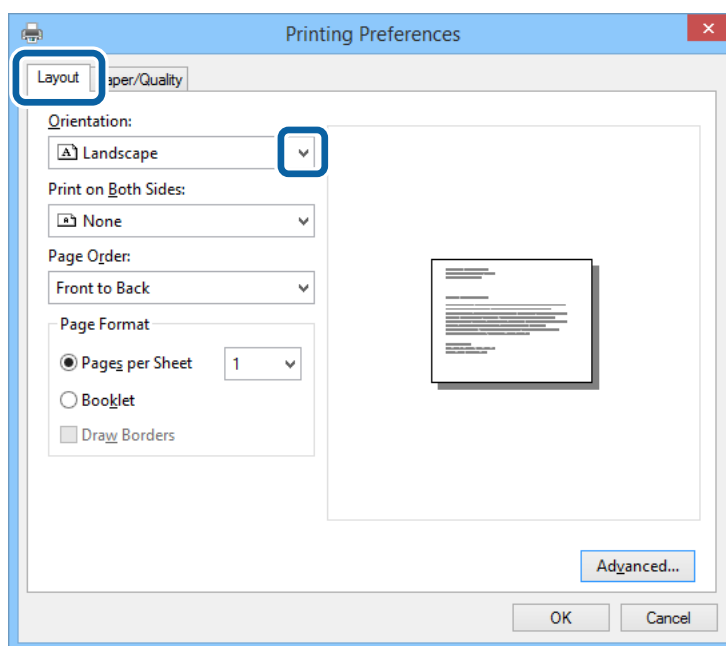 Printing Preferences
Layout
aper/Quality
Orientation:
A Landscape
Print on Both Sides:
None
Page Order:
Front to Back
Page Format
Pages per Sheet 1
Booklet
Draw Borders
Advanced...
OK Cancel